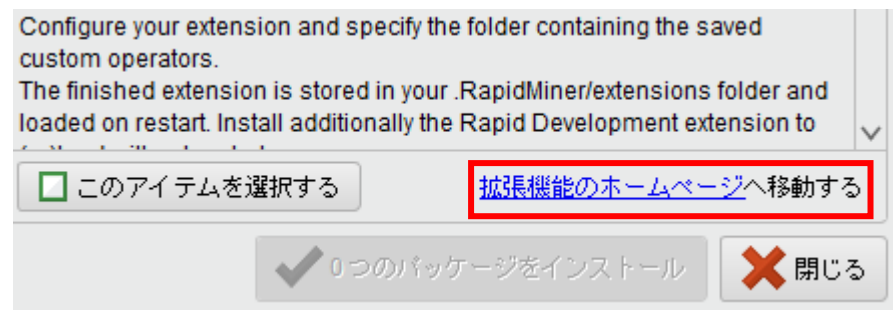 Configure your extension and specify the folder containing the saved
custom operators.
The finished extension is stored in your .RapidMiner/extensions folder and
loaded on restart. Install additionally the Rapid Development extension to
このアイテムを選択する
拡張機能のホームページへ移動する
0つのパッケージをインストール
閉じる